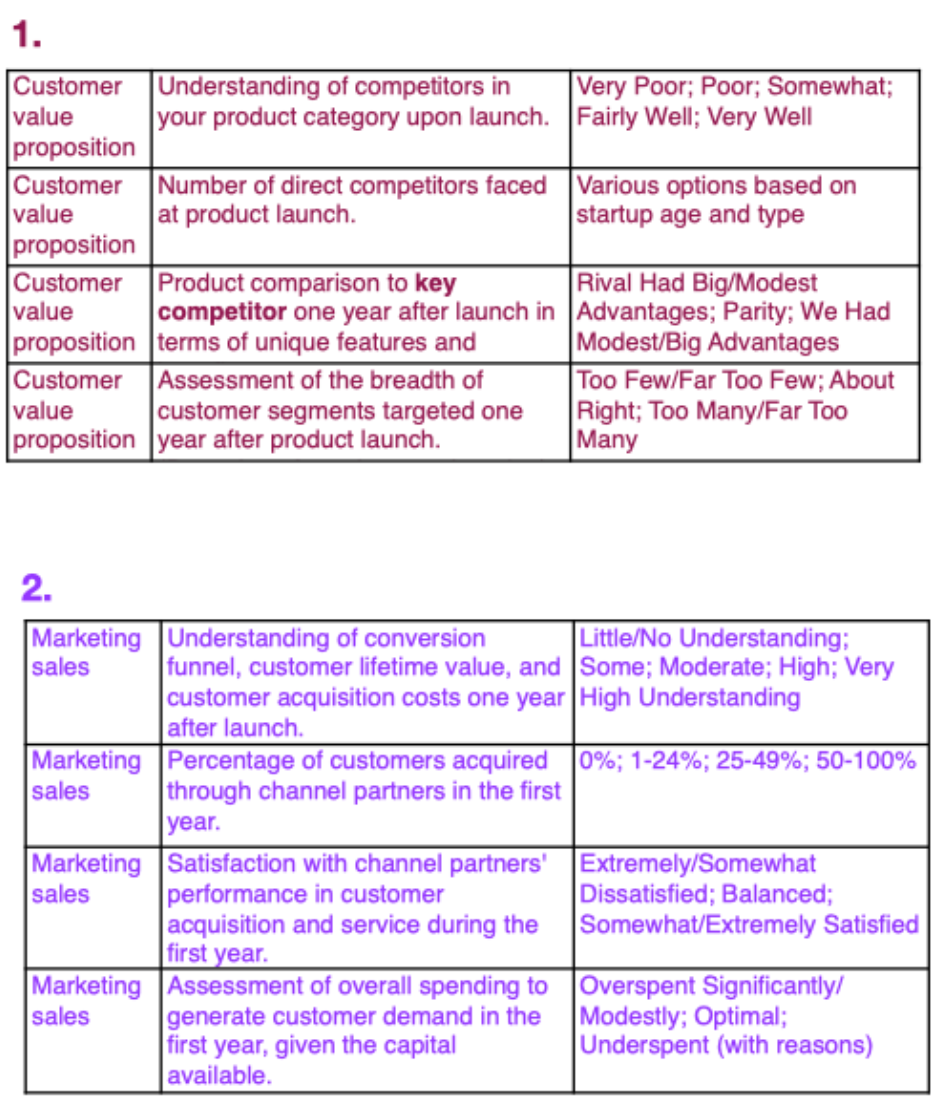 1.
Customer value proposition
Understanding of competitors in your product category upon launch.
Very Poor; Poor; Somewhat; Fairly Well; Very Well
Customer value proposition
Number of direct competitors faced at product launch.
Various options based on startup age and type
Customer value proposition
Product comparison to key competitor one year after launch in terms of unique features and
Rival Had Big/Modest Advantages; Parity; We Had Modest/Big Advantages
Customer value proposition
Assessment of the breadth of customer segments targeted one year after product launch.
Too Few/Far Too Few; About Right; Too Many/Far Too Many
2.
Marketing sales
Understanding of conversion funnel, customer lifetime value, and customer acquisition costs one year after launch.
Little/No Understanding; Some; Moderate; High; Very High Understanding
Marketing sales
Percentage of customers acquired through channel partners in the first year.
0%; 1-24%; 25-49%; 50-100%
Marketing sales
Satisfaction with channel partners' performance in customer acquisition and service during the first year.
Extremely/Somewhat Dissatisfied; Balanced; Somewhat/Extremely Satisfied
Marketing sales
Assessment of overall spending to generate customer demand in the first year, given the capital available.
Overspent Significantly/ Modestly; Optimal; Underspent (with reasons)